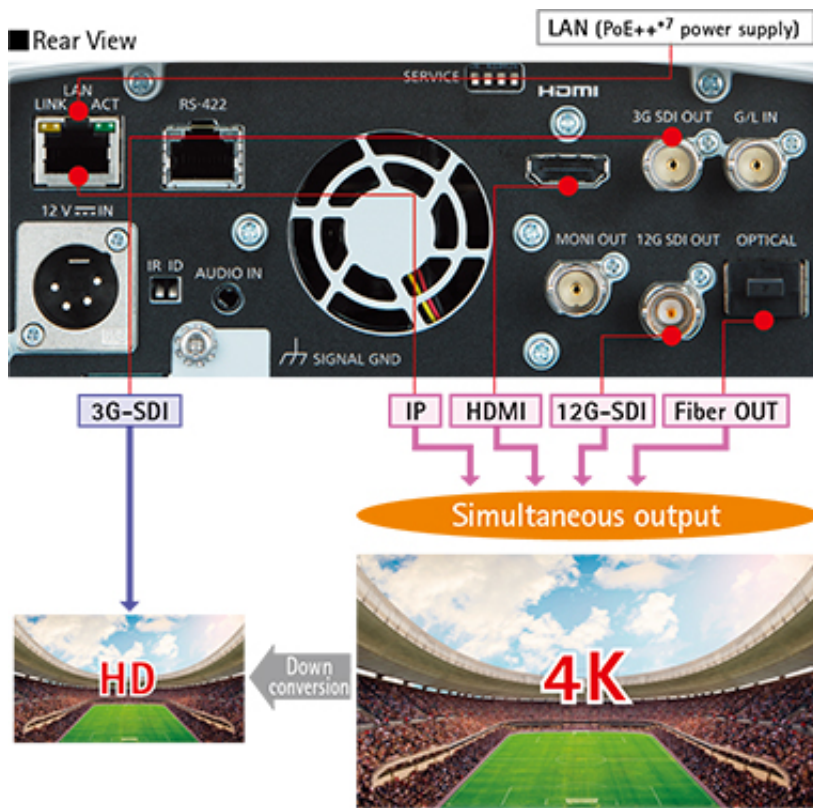 ■Rear View
LAN (PoE++*7 power supply)
SERVICE
LAN
LINK ACT
RS-422
HDMI
3G SDI OUT
G/L IN
12 V IN
IR ID
AUDIO IN
MONI OUT
12G SDI OUT
OPTICAL
SIGNAL GND
3G-SDI
IP
HDMI
12G-SDI
Fiber OUT
Simultaneous output
HD
Down
conversion
4K